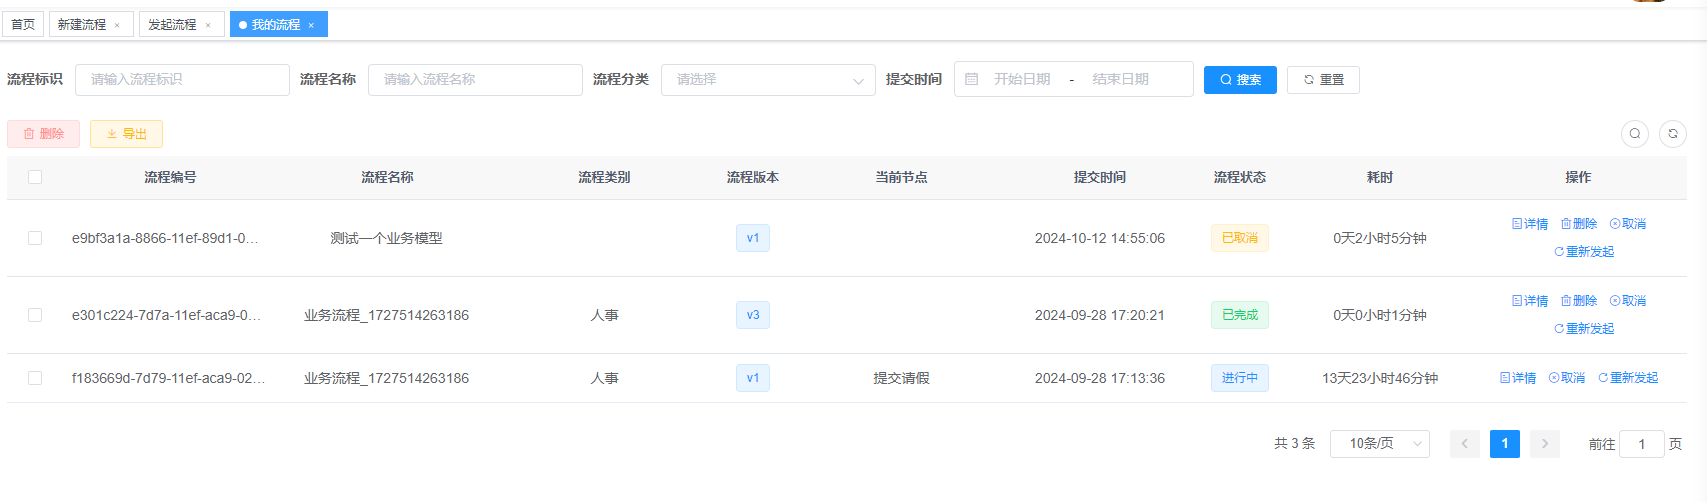 首页 新建流程 × 发起流程 × 我的流程 ×
流程标识 请输入流程标识 流程名称 请输入流程名称 流程分类 请选择 提交时间 开始日期 - 结束日期 搜索 重置
删除 导出
流程编号 流程名称 流程类别 流程版本 当前节点 提交时间 流程状态 耗时 操作
e9bf3a1a-8866-11ef-89d1-0... 测试一个业务模型 v1 2024-10-12 14:55:06 已取消 0天2小时5分钟 详情 删除 取消
重新发起
e301c224-7d7a-11ef-aca9-0... 业务流程_1727514263186 人事 v3 2024-09-28 17:20:21 已完成 0天0小时1分钟 详情 删除 取消
重新发起
f183669d-7d79-11ef-aca9-02... 业务流程_1727514263186 人事 v1 提交请假 2024-09-28 17:13:36 进行中 13天23小时46分钟 详情 取消 重新发起
共 3 条 10条/页 1 前往 1 页